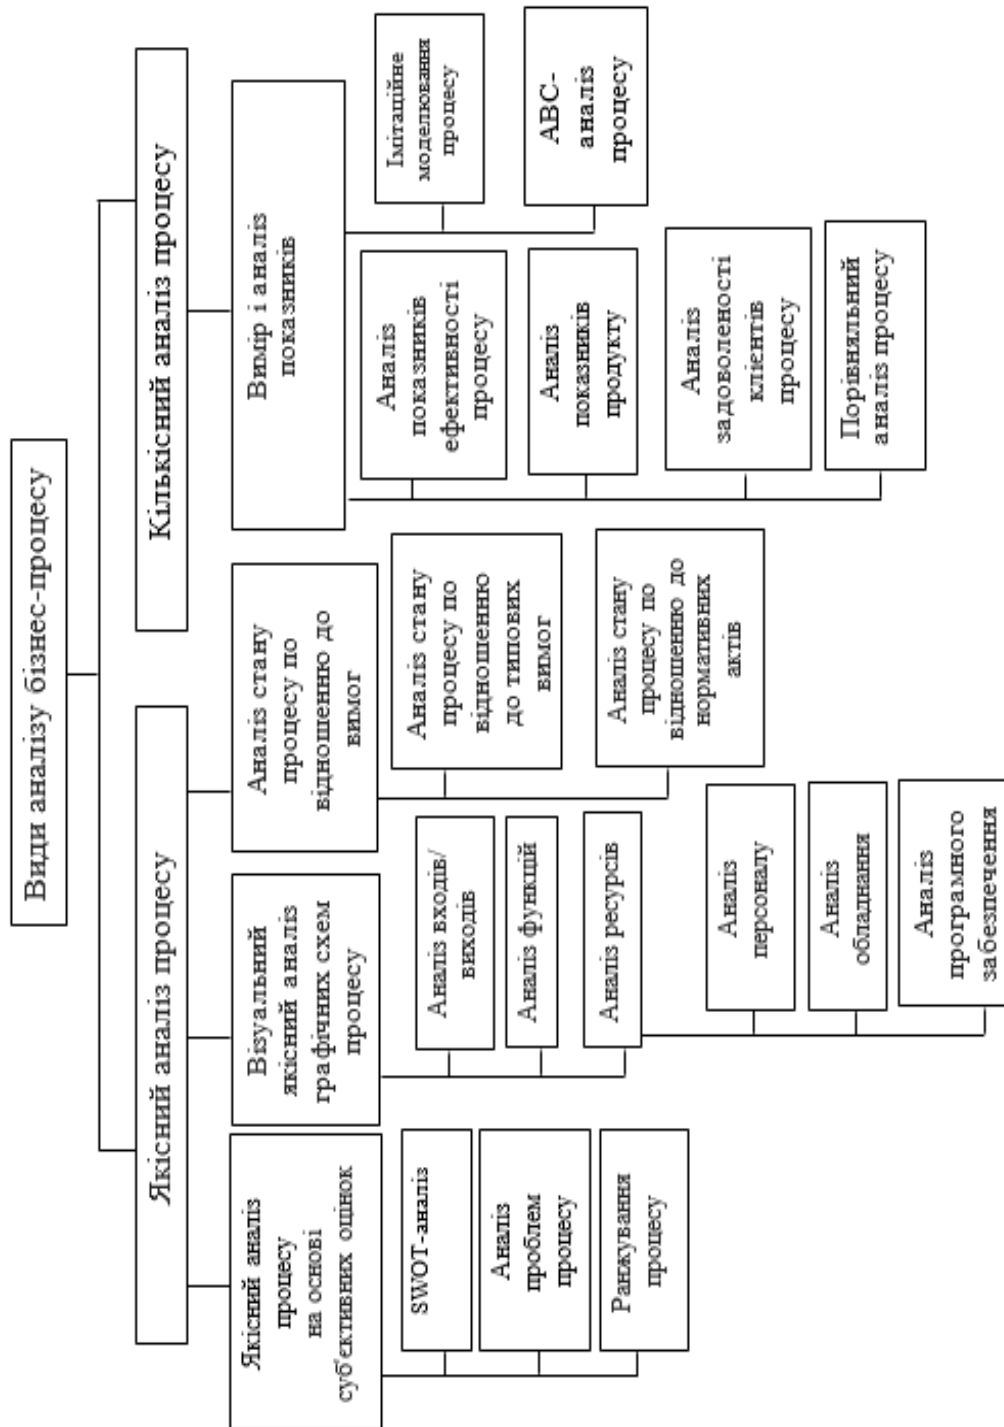 Види аналізу бізнес-процесу
Якісний аналіз процесу
Кількісний аналіз процесу
Якісний аналіз
процесу
на основі
суб'єктивних оцінок
Візуальний
якісний аналіз
графічних схем
процесу
Аналіз стану
процесу по
відношенню до
вимог
Вимір і аналіз
показників
SWOT-аналіз
Аналіз
проблем
процесу
Ранжування
процесу
Аналіз входів/
виходів
Аналіз функцій
Аналіз ресурсів
Аналіз
персоналу
Аналіз
обладнання
Аналіз
програмного
забезпечення
Аналіз стану
процесу по
відношенню
до типових
вимог
Аналіз стану
процесу по
відношенню до
нормативних
актів
Аналіз
показників
ефективності
процесу
Аналіз
показників
продукту
Аналіз
задоволеності
клієнтів
процесу
Порівняльний
аналіз процесу
Імітаційне
моделювання
процесу
ABC-
аналіз
процесу